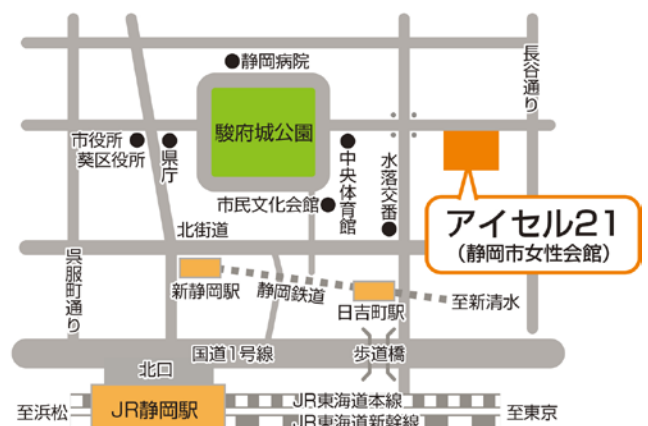 静岡病院
長谷通り
駿府城公園
市役所
葵区役所
県庁
中央体育館
水落交番
アイセル21
(静岡市女性会館)
市民文化会館
北街道
呉服町通り
新静岡駅
静岡鉄道
日吉町駅
至新清水
国道1号線
歩道橋
北口
至浜松
JR静岡駅
JR東海道本線
至東京
JR東海道新幹線